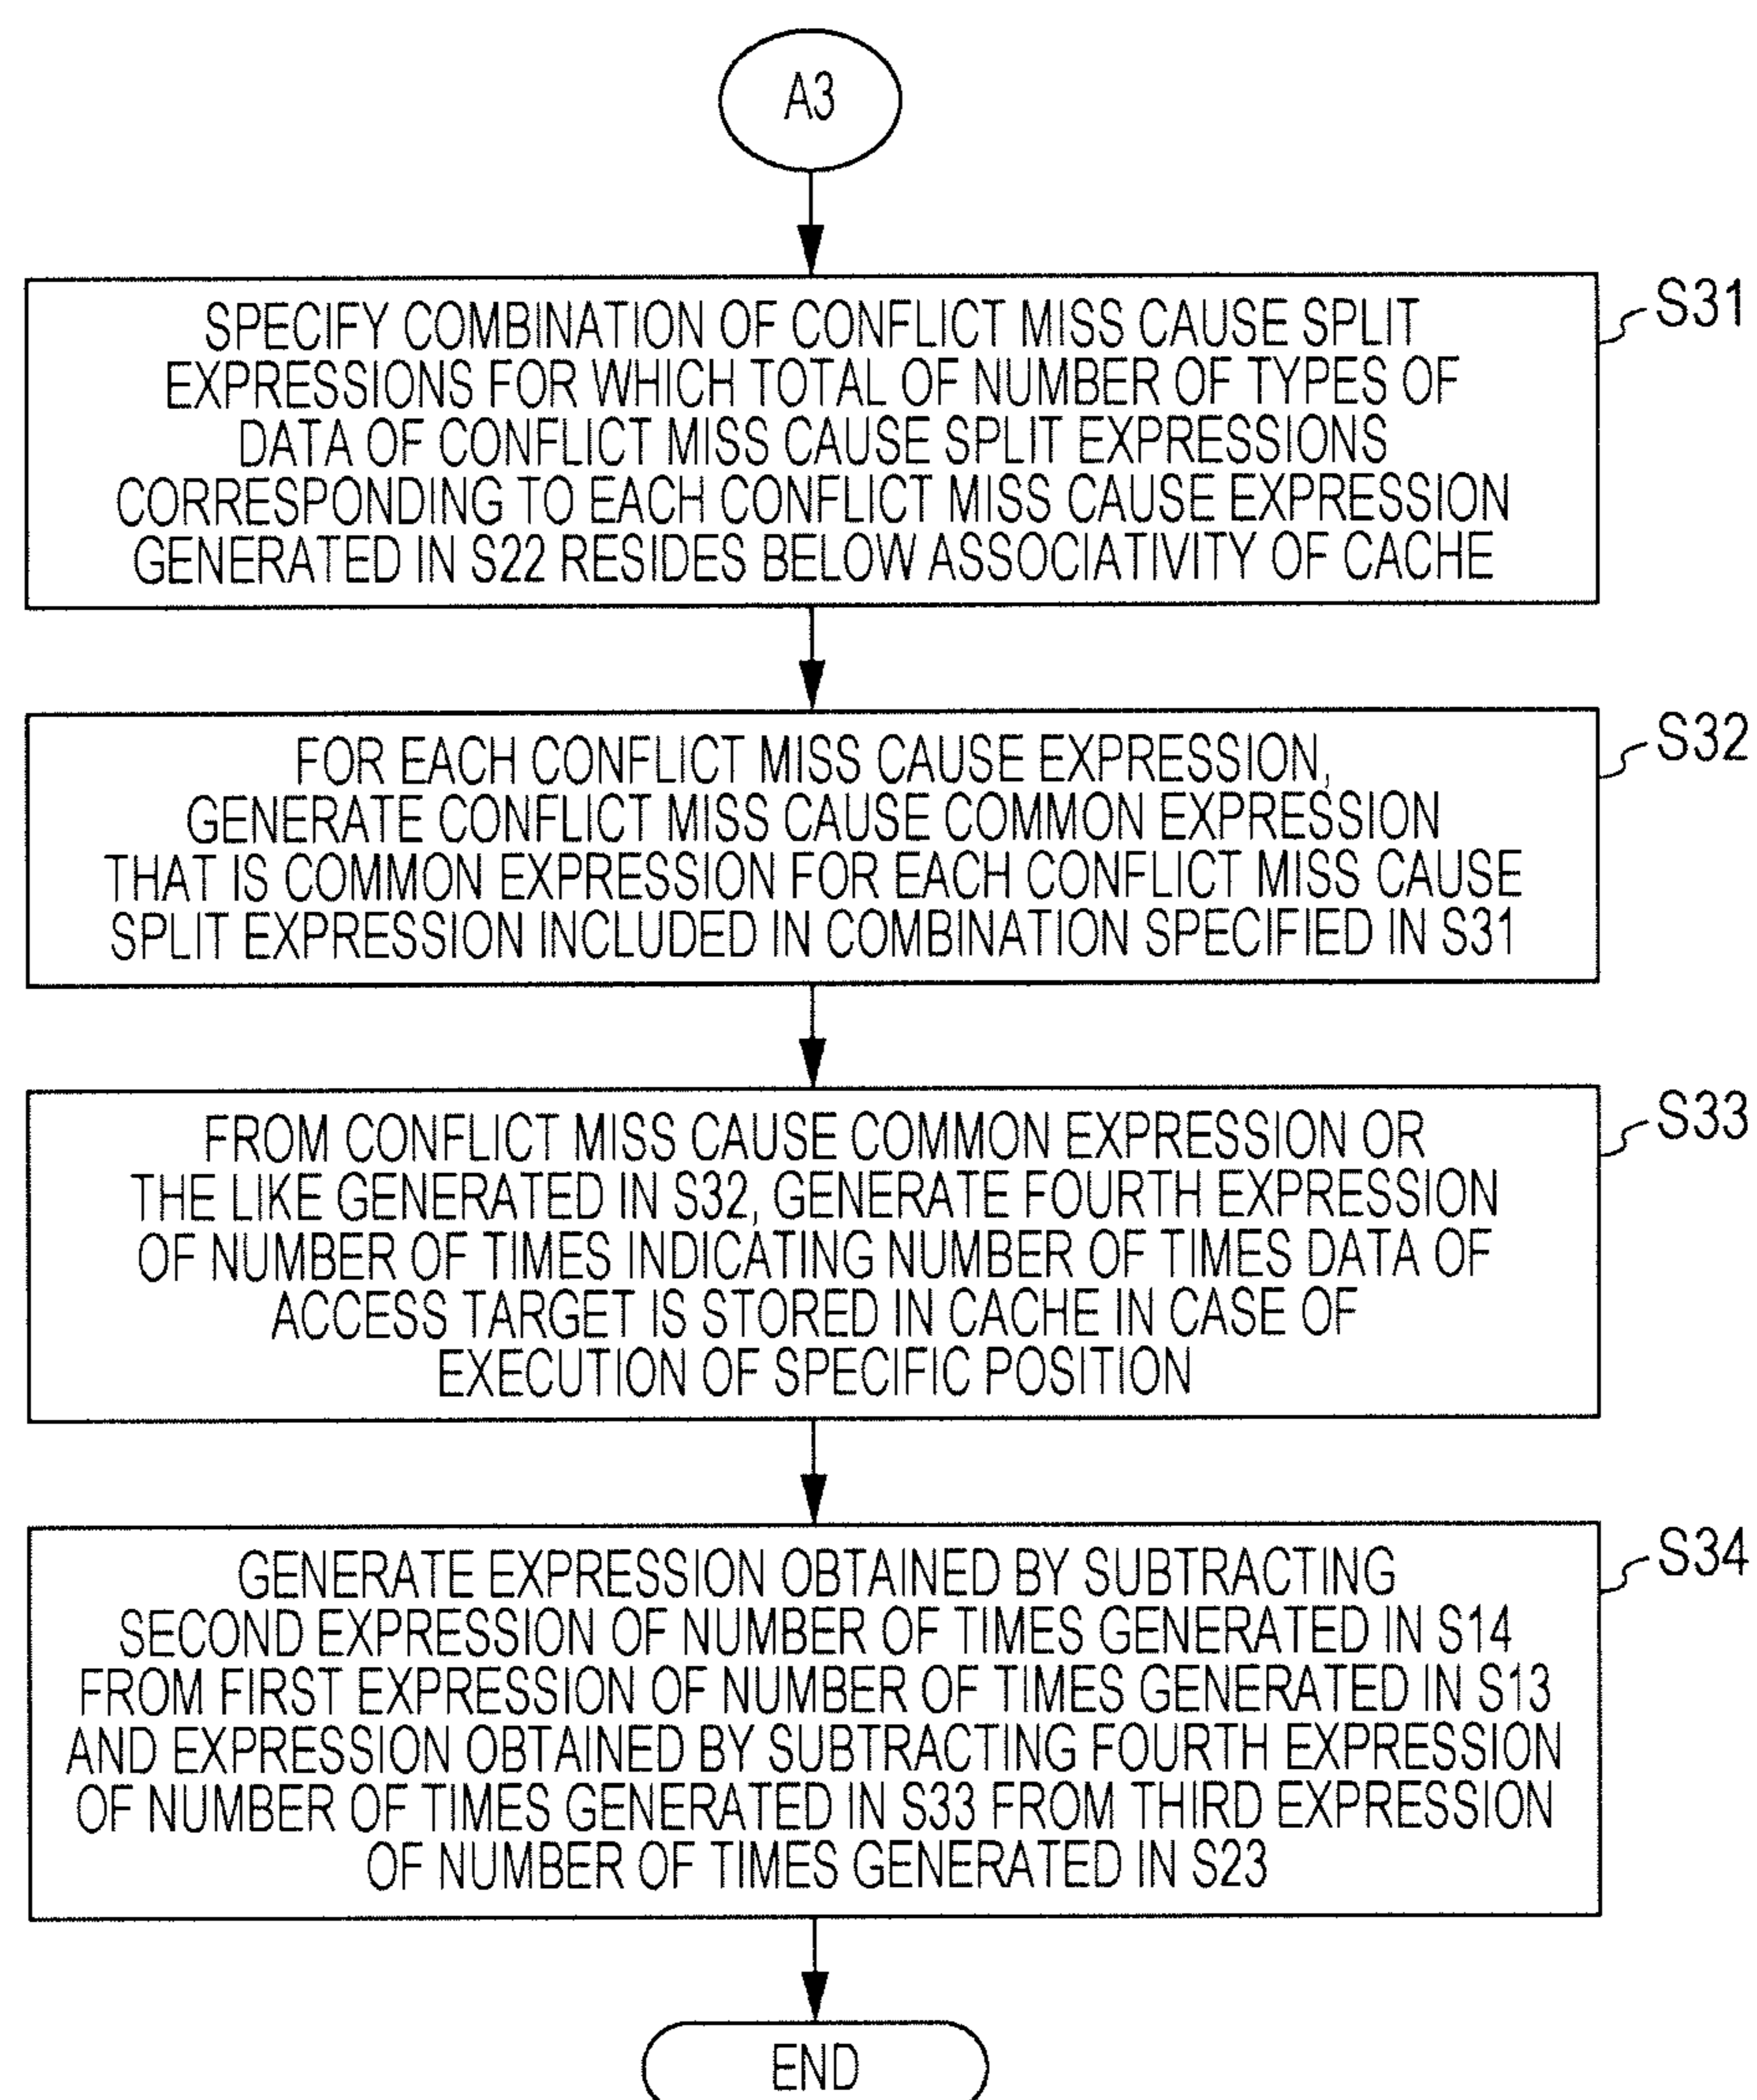 A3
SPECIFY COMBINATION OF CONFLICT MISS CAUSE SPLIT
EXPRESSIONS FOR WHICH TOTAL OF NUMBER OF TYPES OF
DATA OF CONFLICT MISS CAUSE SPLIT EXPRESSIONS
CORRESPONDING TO EACH CONFLICT MISS CAUSE EXPRESSION
GENERATED IN S22 RESIDES BELOW ASSOCIATIVITY OF CACHE
S31
FOR EACH CONFLICT MISS CAUSE EXPRESSION,
GENERATE CONFLICT MISS CAUSE COMMON EXPRESSION
THAT IS COMMON EXPRESSION FOR EACH CONFLICT MISS CAUSE
SPLIT EXPRESSION INCLUDED IN COMBINATION SPECIFIED IN S31
S32
FROM CONFLICT MISS CAUSE COMMON EXPRESSION OR
THE LIKE GENERATED IN S32, GENERATE FOURTH EXPRESSION
OF NUMBER OF TIMES INDICATING NUMBER OF TIMES DATA OF
ACCESS TARGET IS STORED IN CACHE IN CASE OF
EXECUTION OF SPECIFIC POSITION
S33
GENERATE EXPRESSION OBTAINED BY SUBTRACTING
SECOND EXPRESSION OF NUMBER OF TIMES GENERATED IN S14
FROM FIRST EXPRESSION OF NUMBER OF TIMES GENERATED IN S13
AND EXPRESSION OBTAINED BY SUBTRACTING FOURTH EXPRESSION
OF NUMBER OF TIMES GENERATED IN S33 FROM THIRD EXPRESSION
OF NUMBER OF TIMES GENERATED IN S23
S34
END